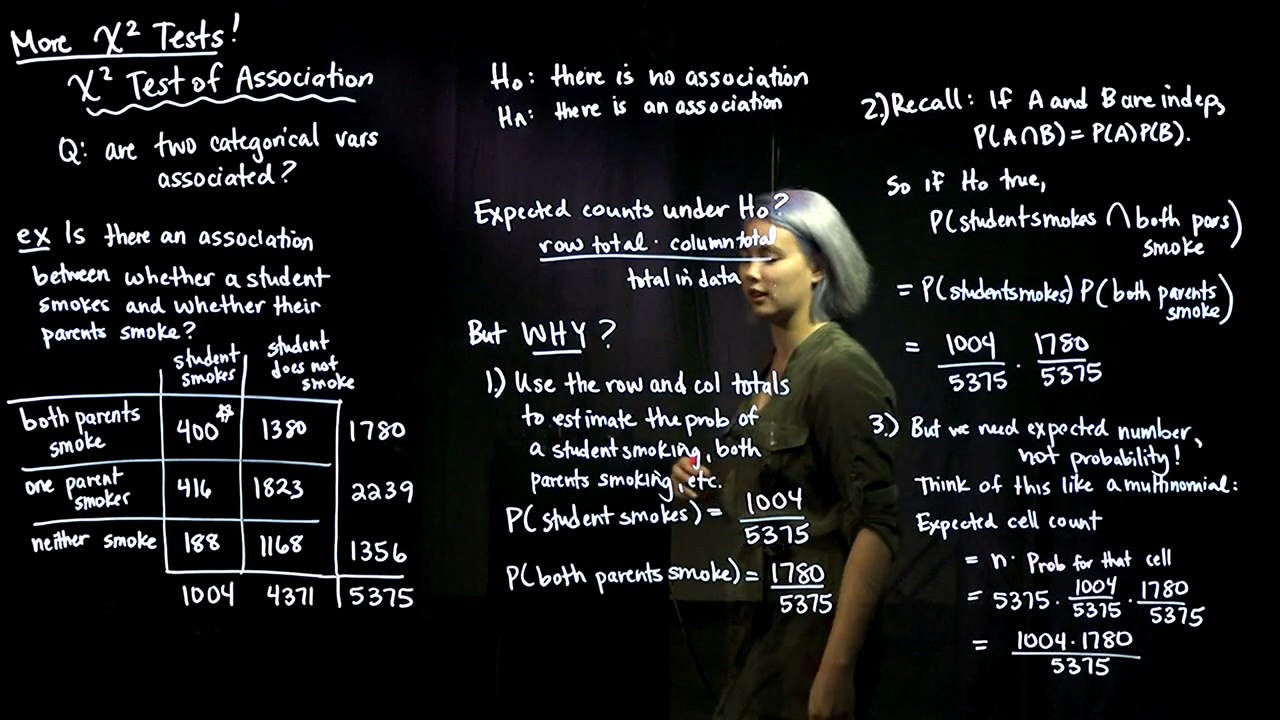 More χ² Tests!
χ² Test of Association
Q: are two categorical vars
associated?
ex Is there an association
between whether a student
smokes and whether their
parents smoke?
student smokes
student does not smoke
both parents smoke 400 1380 1780
one parent smokes 416 1823 2239
neither smoke 188 1168 1356
1004 4371 5375
H₀: there is no association
Hₐ: there is an association
Expected counts under H₀?
row total · column total
total in data
But WHY?
1.) Use the row and col totals
to estimate the prob of
a student smoking, both
parents smoking, etc.
P(student smokes) = 1004/5375
P(both parents smoke) = 1780/5375
2.) Recall: If A and B are indep,
P(A∩B) = P(A)P(B).
So if H₀ true,
P(student smokes ∩ both pars smoke)
= P(student smokes) P(both parents smoke)
= 1004/5375 · 1780/5375
3.) But we need expected number,
not probability!
Think of this like a multinomial:
Expected cell count
= n · Prob for that cell
= 5375 · 1004/5375 · 1780/5375
= 1004·1780/5375